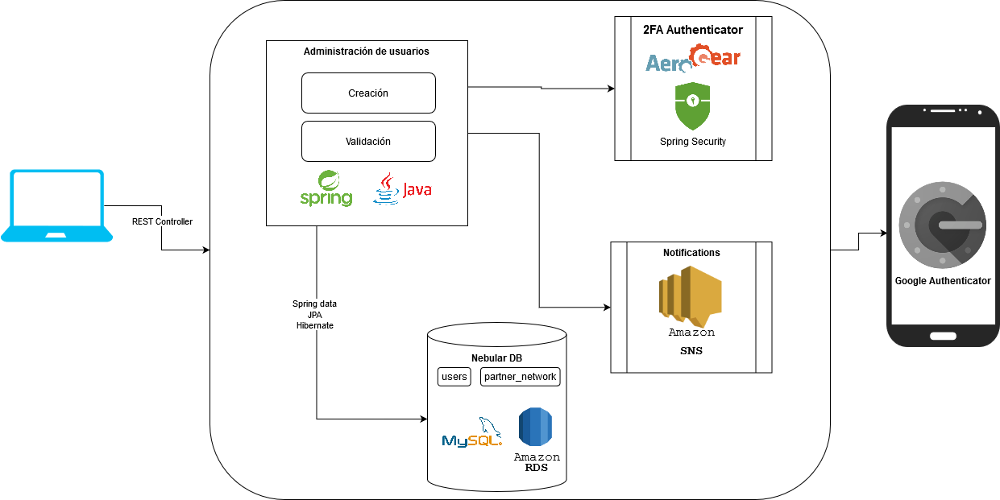 REST Controller
Administración de usuarios
Creación
Validación
spring
Java
2FA Authenticator
AeroGear
Spring Security
Spring data
JPA
Hibernate
Notifications
Amazon
SNS
Nebular DB
users
partner_network
MySQL
Amazon
RDS
Google Authenticator